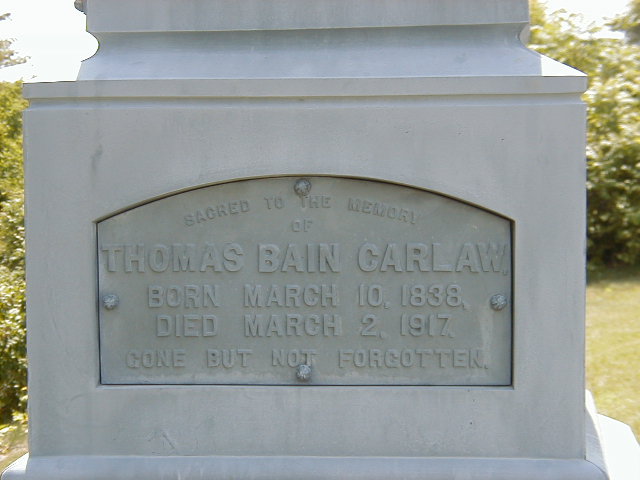 SACRED TO THE MEMORY
OF
THOMAS BAIN CARLAW,
BORN MARCH 10, 1838,
DIED MARCH 2, 1917,
GONE BUT NOT FORGOTTEN.